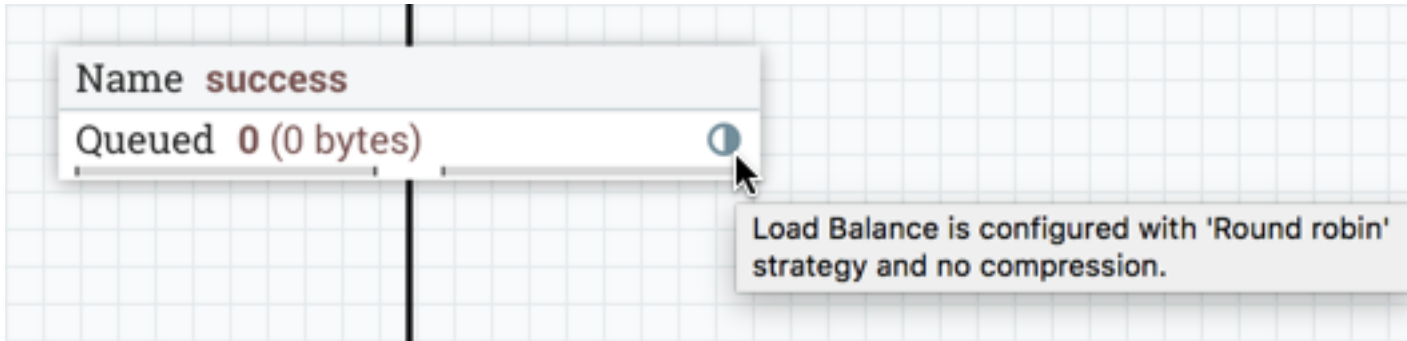 Name success
Queued 0 (0 bytes)
Load Balance is configured with 'Round robin'
strategy and no compression.